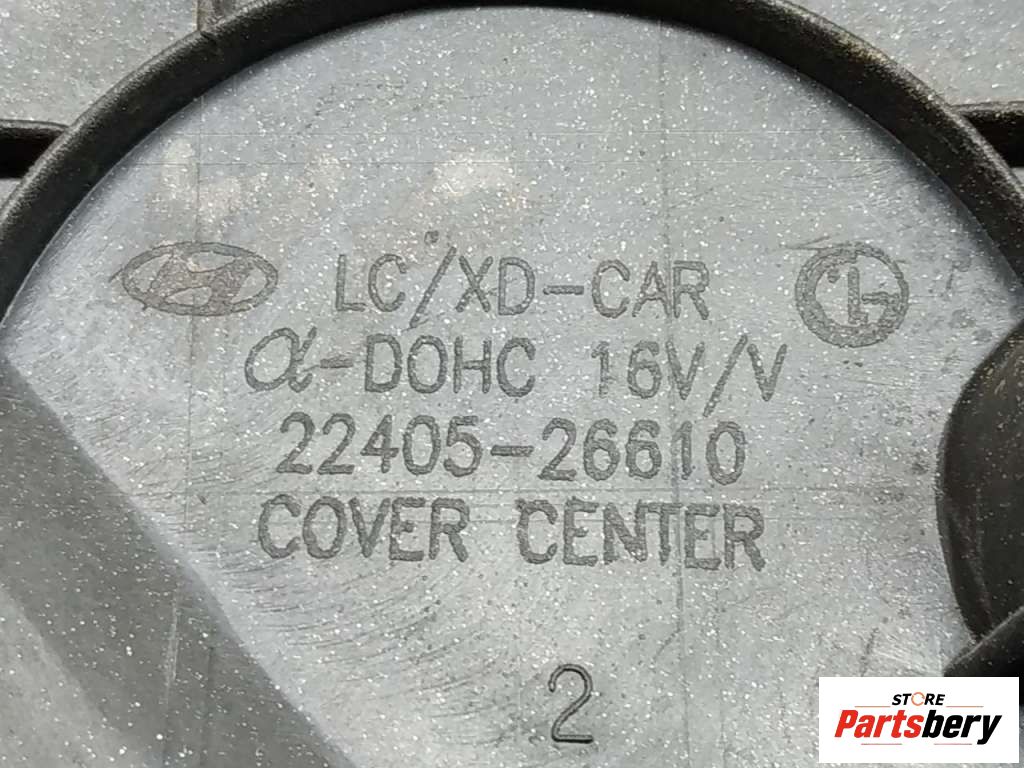 LC/XD-CAR
α-DOHC 16V/V
22405-26610
COVER CENTER
2
STORE
Partsbery